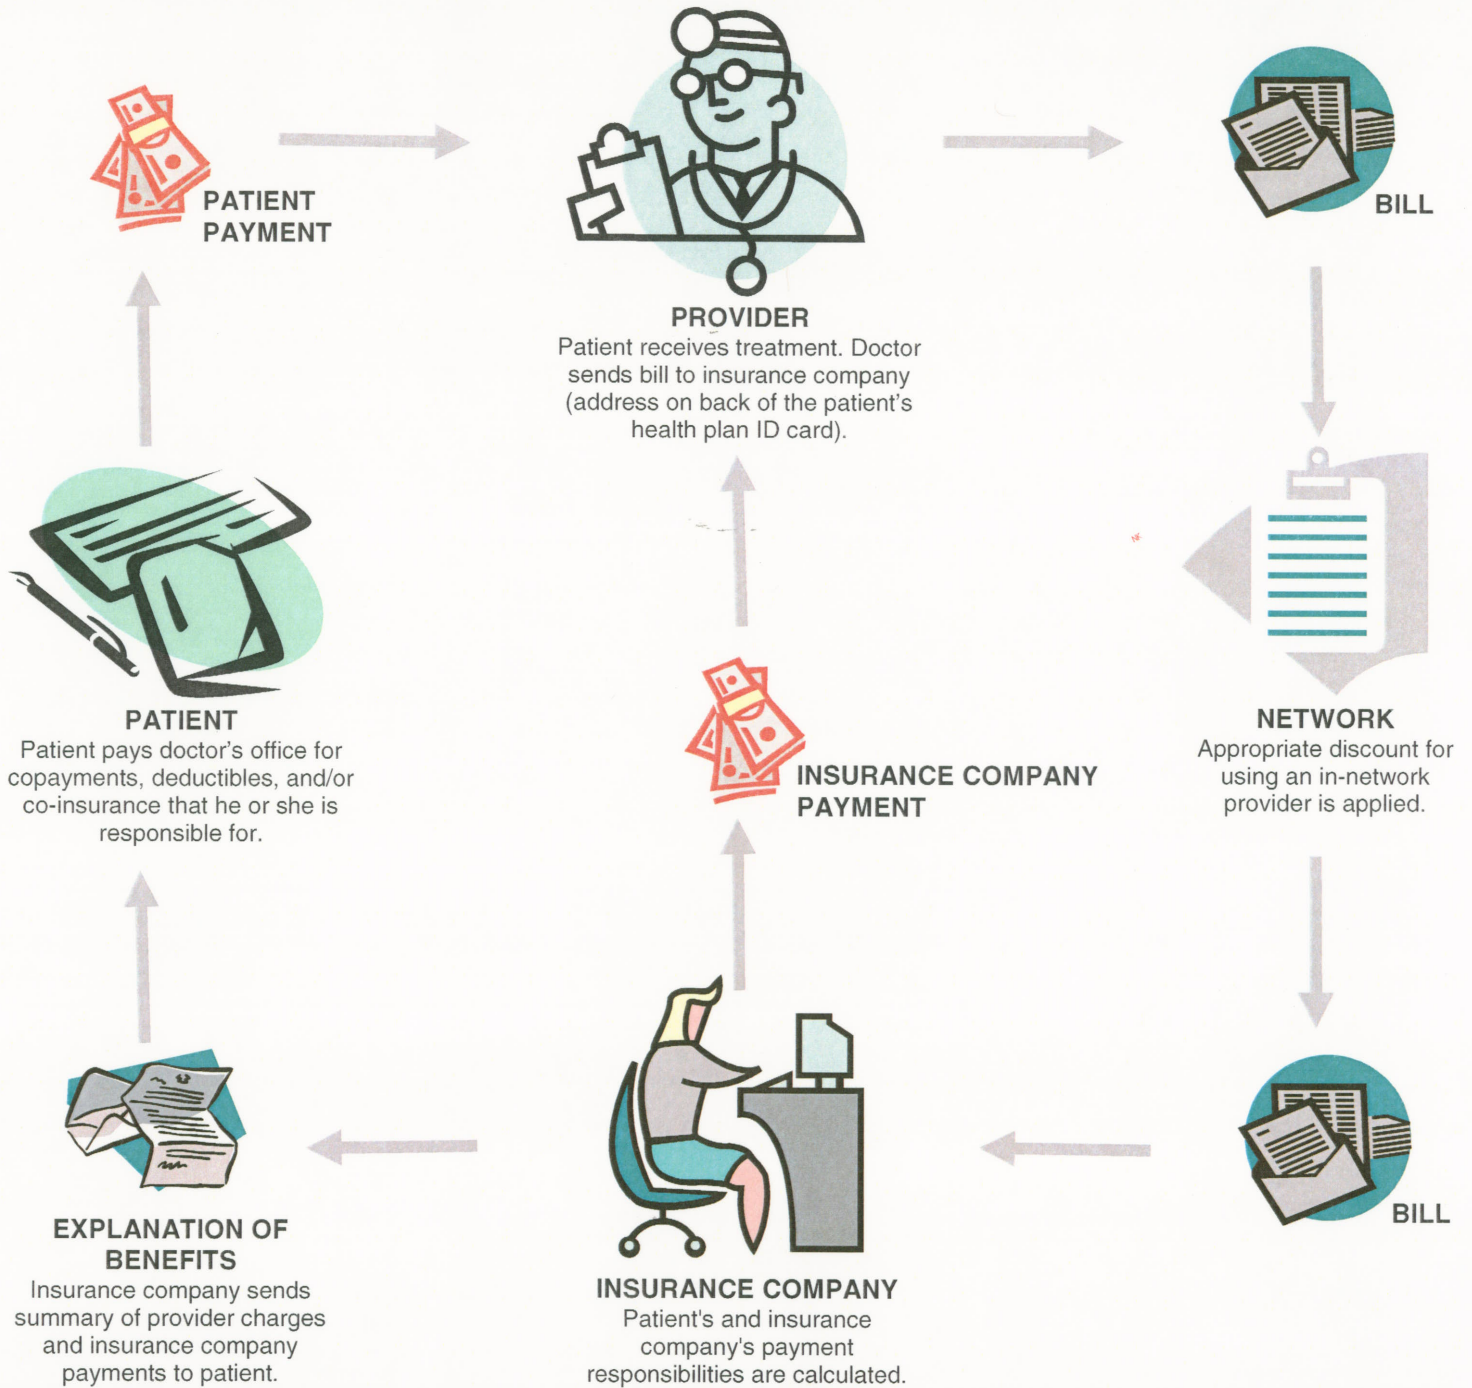 PATIENT
PAYMENT
BILL
PROVIDER
Patient receives treatment. Doctor
sends bill to insurance company
(address on back of the patient's
health plan ID card).
PATIENT
Patient pays doctor's office for
copayments, deductibles, and/or
co-insurance that he or she is
responsible for.
INSURANCE COMPANY
PAYMENT
NETWORK
Appropriate discount for
using an in-network
provider is applied.
EXPLANATION OF
BENEFITS
Insurance company sends
summary of provider charges
and insurance company
payments to patient.
INSURANCE COMPANY
Patient's and insurance
company's payment
responsibilities are calculated.
BILL